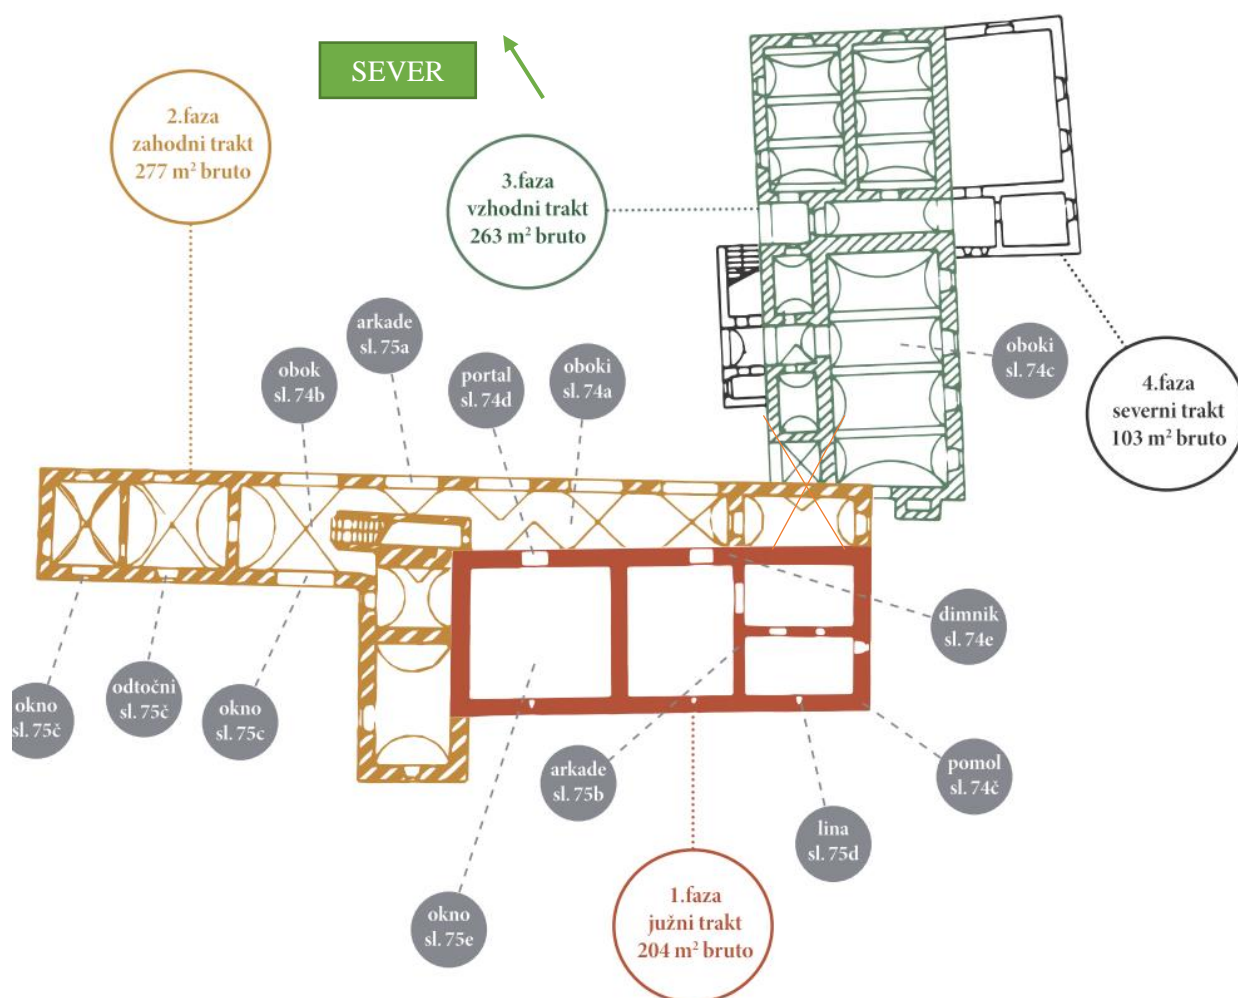 SEVER
2.faza
zahodni trakt
277 m² bruto
3.faza
vzhodni trakt
263 m² bruto
arkade
sl. 75a
obok
sl. 74b
portal
sl. 74d
oboki
sl. 74a
oboki
sl. 74c
4.faza
severni trakt
103 m² bruto
dimnik
sl. 74e
okno
sl. 75č
odtočni
sl. 75č
okno
sl. 75c
arkade
sl. 75b
pomol
sl. 74č
lina
sl. 75d
okno
sl. 75e
1.faza
južni trakt
204 m² bruto